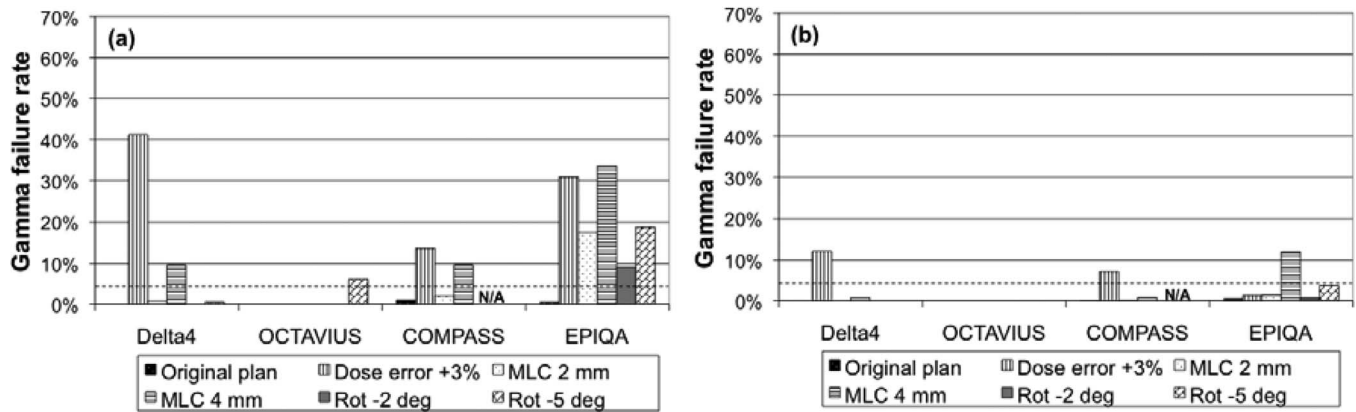 (a)
Gamma failure rate
70%
60%
50%
40%
30%
20%
10%
0%
N/A
Delta4 OCTAVIUS COMPASS EPIQA
Original plan Dose error +3% MLC 2 mm
MLC 4 mm Rot -2 deg Rot -5 deg
(b)
Gamma failure rate
70%
60%
50%
40%
30%
20%
10%
0%
N/A
Delta4 OCTAVIUS COMPASS EPIQA
Original plan Dose error +3% MLC 2 mm
MLC 4 mm Rot -2 deg Rot -5 deg